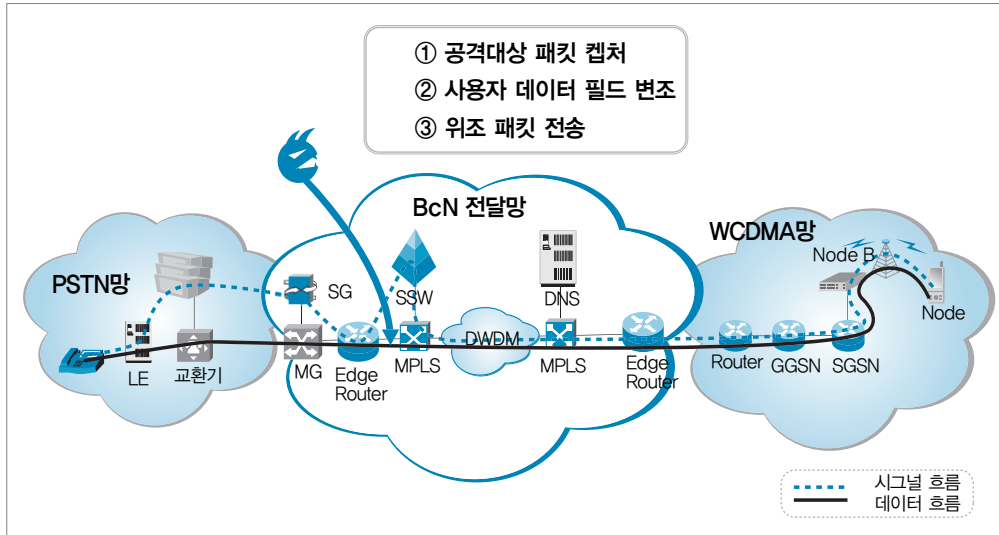 ① 공격대상 패킷 켑처
② 사용자 데이터 필드 변조
③ 위조 패킷 전송
BcN 전달망
WCDMA망
Node B
PSTN망
SG
SSW
DNS
Node
DWDM
LE
교환기
MG
Edge
Router
MPLS
MPLS
Edge
Router
Router
GGSN
SGSN
시그널 흐름
데이터 흐름